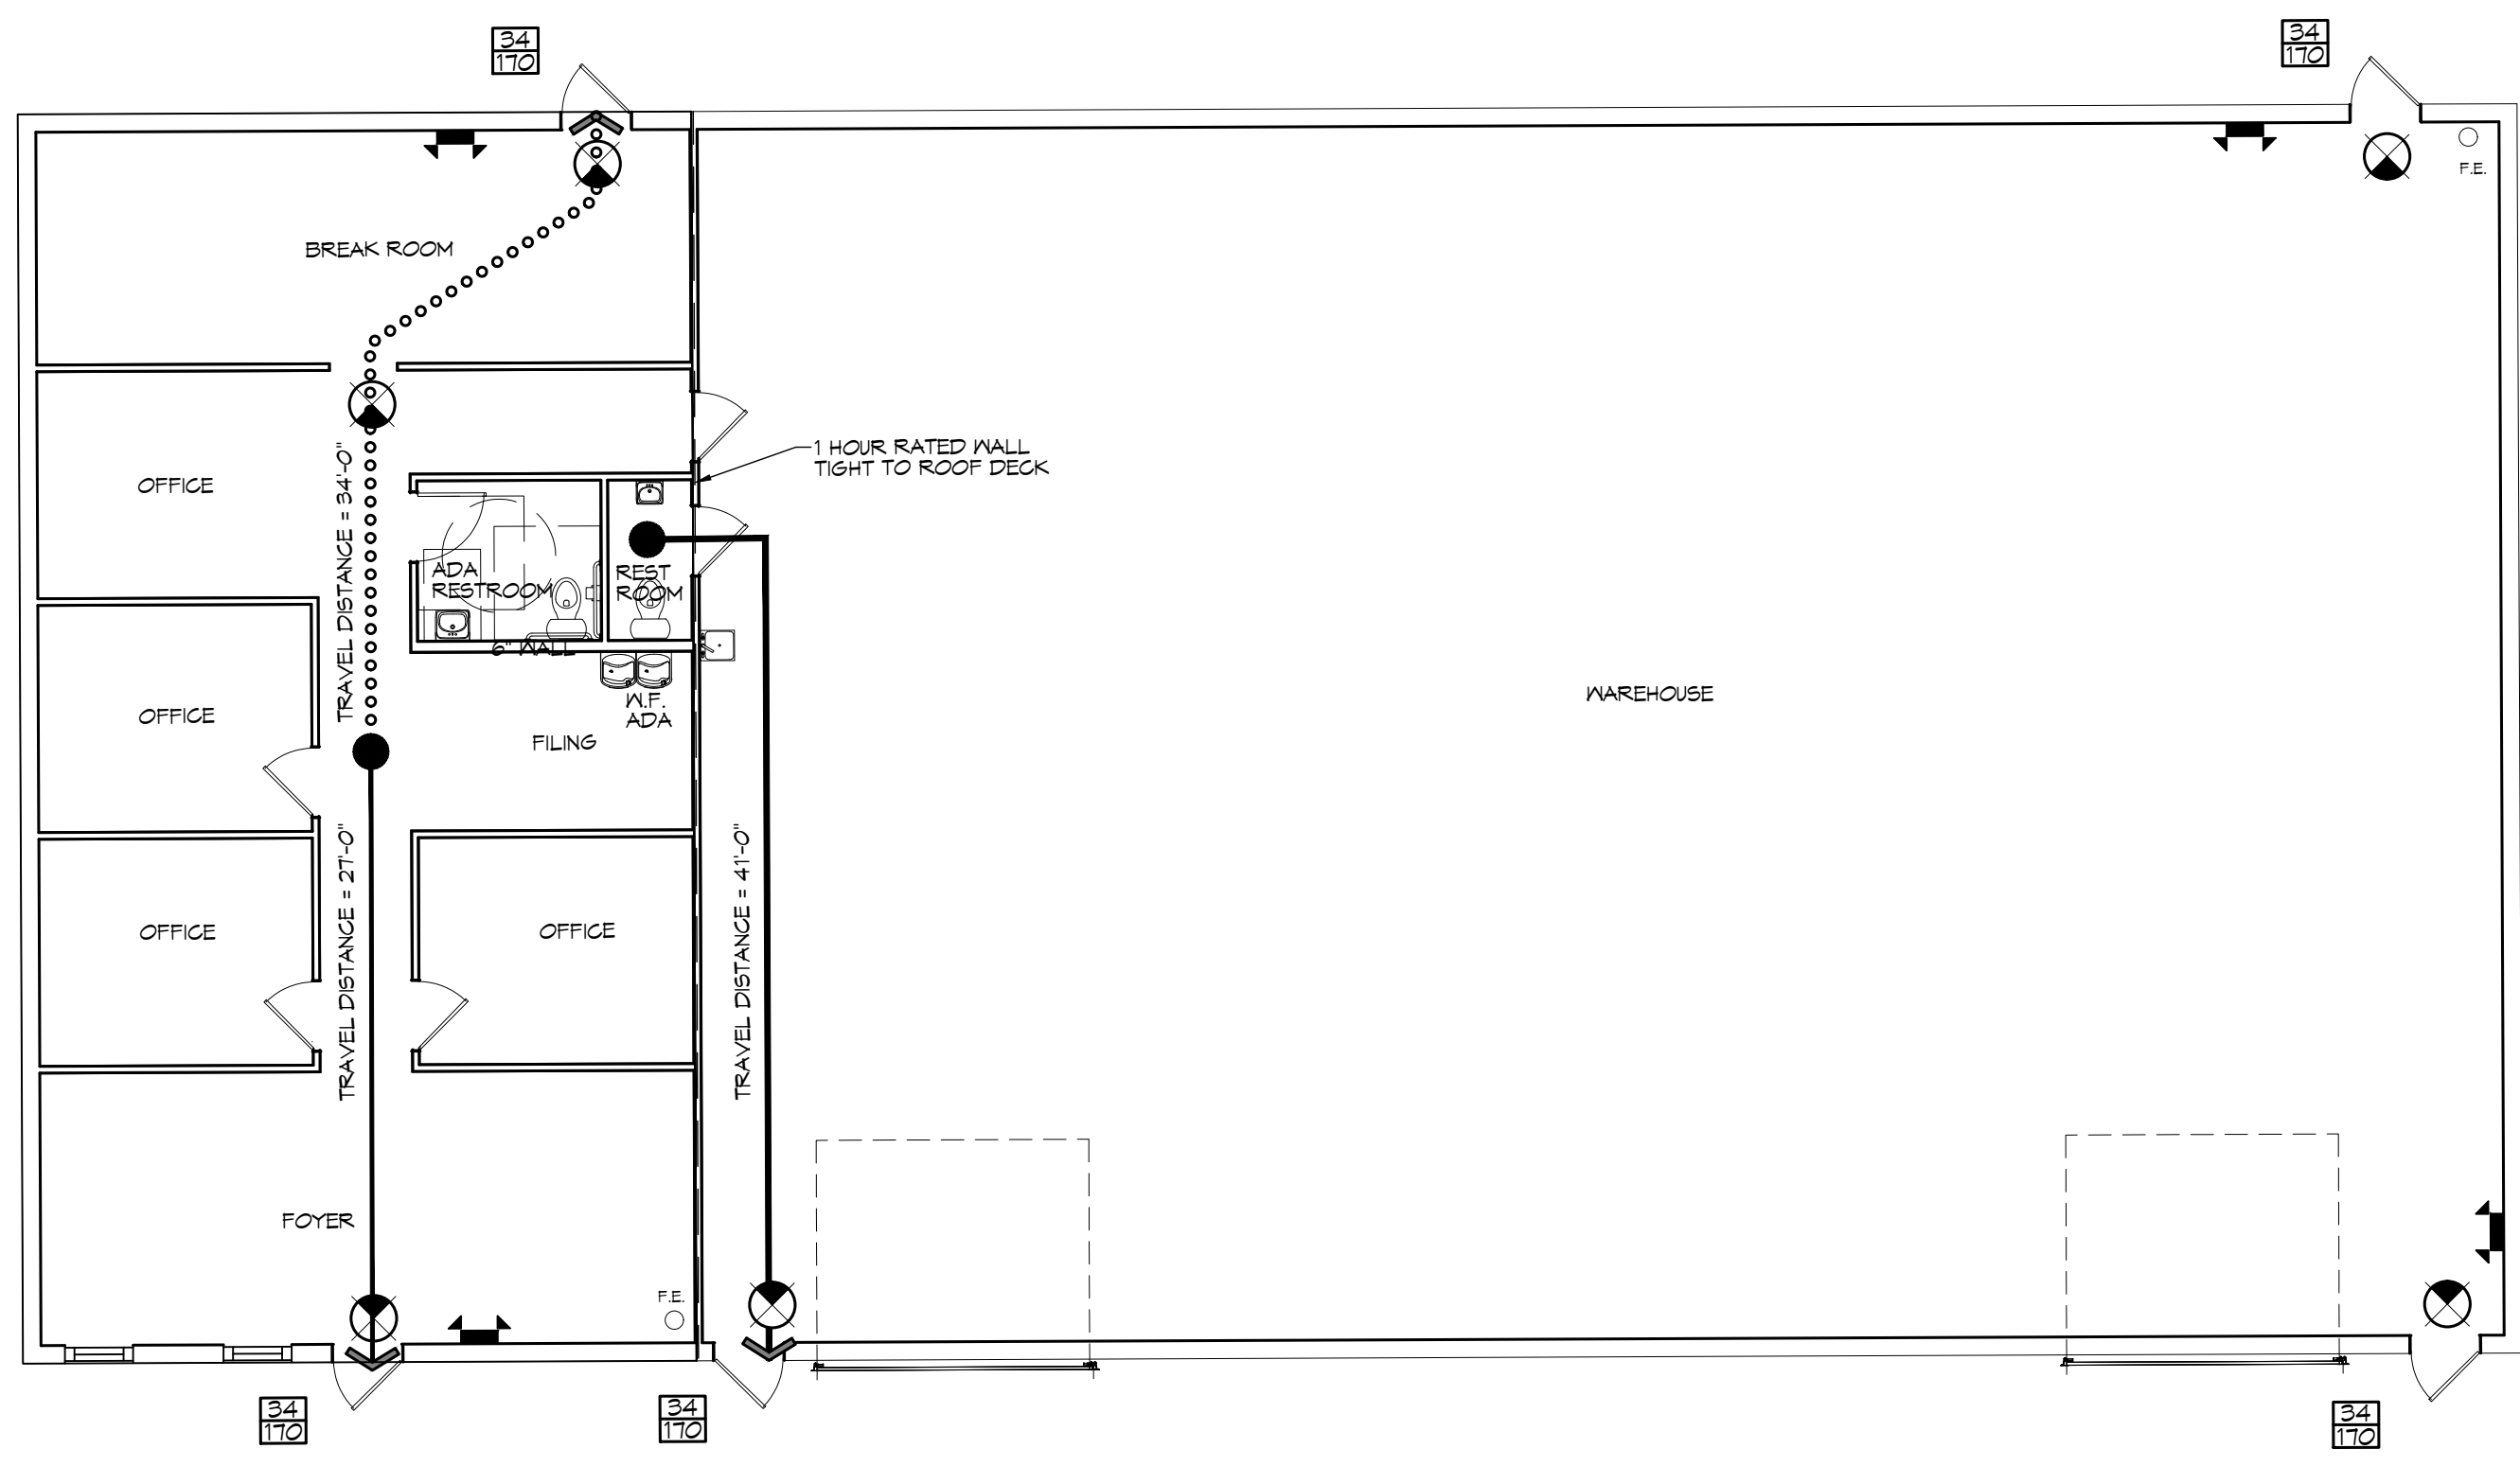 34
170
34
170
F.E.
BREAK ROOM
1 HOUR RATED WALL
TIGHT TO ROOF DECK
OFFICE
TRAVEL DISTANCE = 34'-0"
ADA
RESTROOM
REST
ROOM
6" WALL
W.F.
ADA
WAREHOUSE
OFFICE
FILING
TRAVEL DISTANCE = 27'-0"
TRAVEL DISTANCE = 41'-0"
OFFICE
OFFICE
FOYER
F.E.
34
170
34
170
34
170